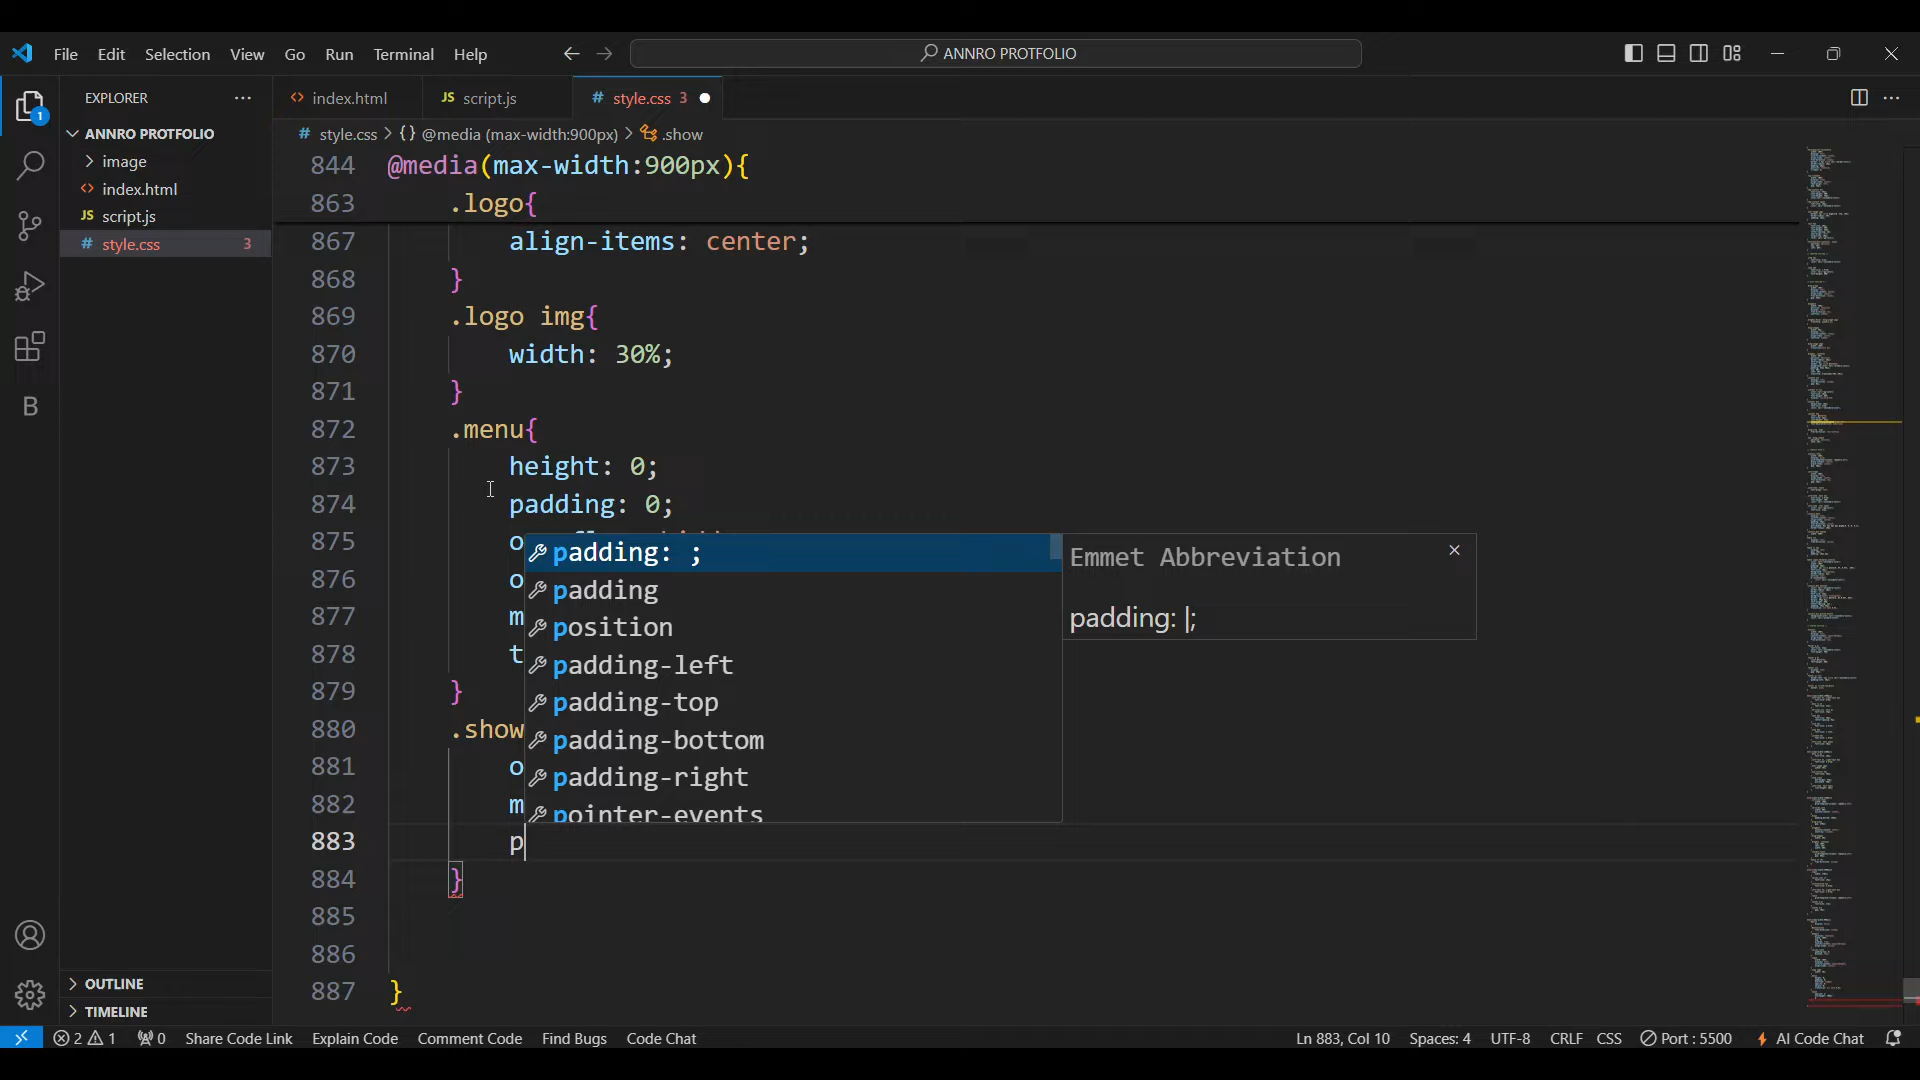 File Edit Selection View Go Run Terminal Help
ANNRO PROTFOLIO
EXPLORER
index.html
JS script.js
# style.css 3
1
ANNRO PROTFOLIO
image
index.html
JS script.js
# style.css 3
B
OUTLINE
TIMELINE
# style.css > {} @media (max-width:900px) > .show
844 @media(max-width:900px){
863 .logo{
867 align-items: center;
868 }
869 .logo img{
870 width: 30%;
871 }
872 .menu{
873 height: 0;
874 padding: 0;
875 o
876 o
877 m
878 t
879 }
880 .show
881 o
882 m
883 p
884 }
885
886
887 }
padding: ;
padding
position
padding-left
padding-top
padding-bottom
padding-right
pointer-events
Emmet Abbreviation
padding: |;
2 1 0 Share Code Link Explain Code Comment Code Find Bugs Code Chat Ln 883, Col 10 Spaces: 4 UTF-8 CRLF CSS Port : 5500 AI Code Chat